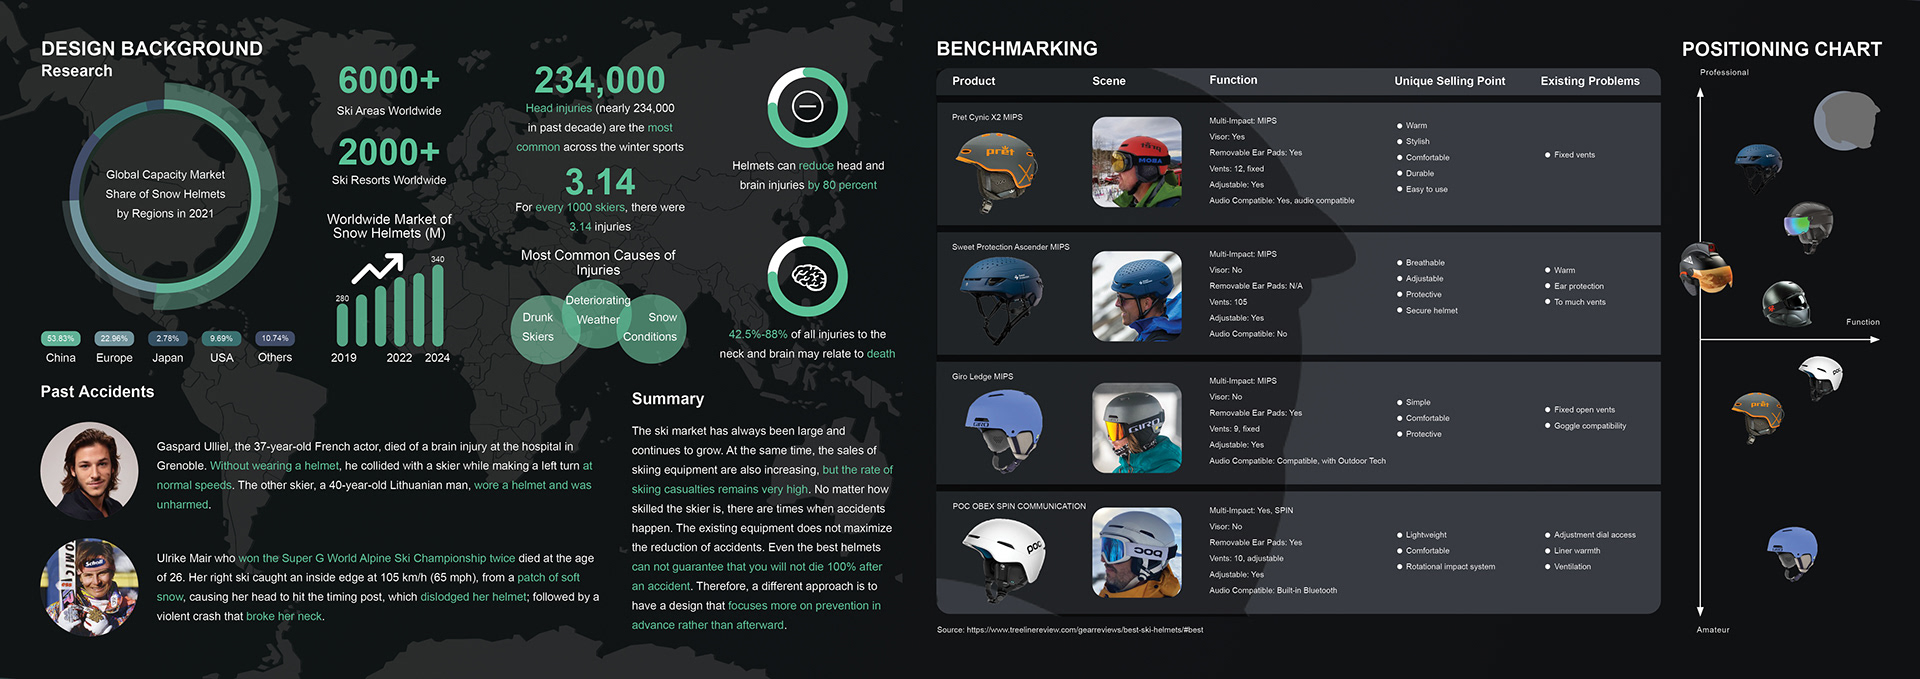 DESIGN BACKGROUND
Research
Global Capacity Market
Share of Snow Helmets
by Regions in 2021
53.83%
22.96%
2.78%
9.69%
10.74%
China
Europe
Japan
USA
Others
6000+
Ski Areas Worldwide
2000+
Ski Resorts Worldwide
Worldwide Market of
Snow Helmets (M)
280
340
2019
2022
2024
234,000
Head injuries (nearly 234,000
in past decade) are the most
common across the winter sports
3.14
For every 1000 skiers, there were
3.14 injuries
Most Common Causes of
Injuries
Drunk
Skiers
Deteriorating
Weather
Snow
Conditions
Helmets can reduce head and
brain injuries by 80 percent
42.5%-88% of all injuries to the
neck and brain may relate to death
Past Accidents
Gaspard Ulliel, the 37-year-old French actor, died of a brain injury at the hospital in
Grenoble. Without wearing a helmet, he collided with a skier while making a left turn at
normal speeds. The other skier, a 40-year-old Lithuanian man, wore a helmet and was
unharmed.
Ulrike Mair who won the Super G World Alpine Ski Championship twice died at the age
of 26. Her right ski caught an inside edge at 105 km/h (65 mph), from a patch of soft
snow, causing her head to hit the timing post, which dislodged her helmet; followed by a
violent crash that broke her neck.
Summary
The ski market has always been large and
continues to grow. At the same time, the sales of
skiing equipment are also increasing, but the rate of
skiing casualties remains very high. No matter how
skilled the skier is, there are times when accidents
happen. The existing equipment does not maximize
the reduction of accidents. Even the best helmets
can not guarantee that you will not die 100% after
an accident. Therefore, a different approach is to
have a design that focuses more on prevention in
advance rather than afterward.
BENCHMARKING
Product
Scene
Function
Unique Selling Point
Existing Problems
Pret Cynic X2 MIPS
prět
MOBA
Multi-Impact: MIPS
Visor: Yes
Removable Ear Pads: Yes
Vents: 12, fixed
Adjustable: Yes
Audio Compatible: Yes, audio compatible
Warm
Stylish
Comfortable
Durable
Easy to use
Fixed vents
Sweet Protection Ascender MIPS
Multi-Impact: MIPS
Visor: No
Removable Ear Pads: N/A
Vents: 105
Adjustable: Yes
Audio Compatible: No
Breathable
Adjustable
Protective
Secure helmet
Warm
Ear protection
To much vents
Giro Ledge MIPS
GIRO
GIRO
Multi-Impact: MIPS
Visor: No
Removable Ear Pads: Yes
Vents: 9, fixed
Adjustable: Yes
Audio Compatible: Compatible, with Outdoor Tech
Simple
Comfortable
Protective
Fixed open vents
Goggle compatibility
POC OBEX SPIN COMMUNICATION
poc
poc
Multi-Impact: Yes, SPIN
Visor: No
Removable Ear Pads: Yes
Vents: 10, adjustable
Adjustable: Yes
Audio Compatible: Built-in Bluetooth
Lightweight
Comfortable
Rotational impact system
Adjustment dial access
Liner warmth
Ventilation
Source: https://www.treelinereview.com/gearreviews/best-ski-helmets/#best
POSITIONING CHART
Professional
Function
poc
prět
Amateur